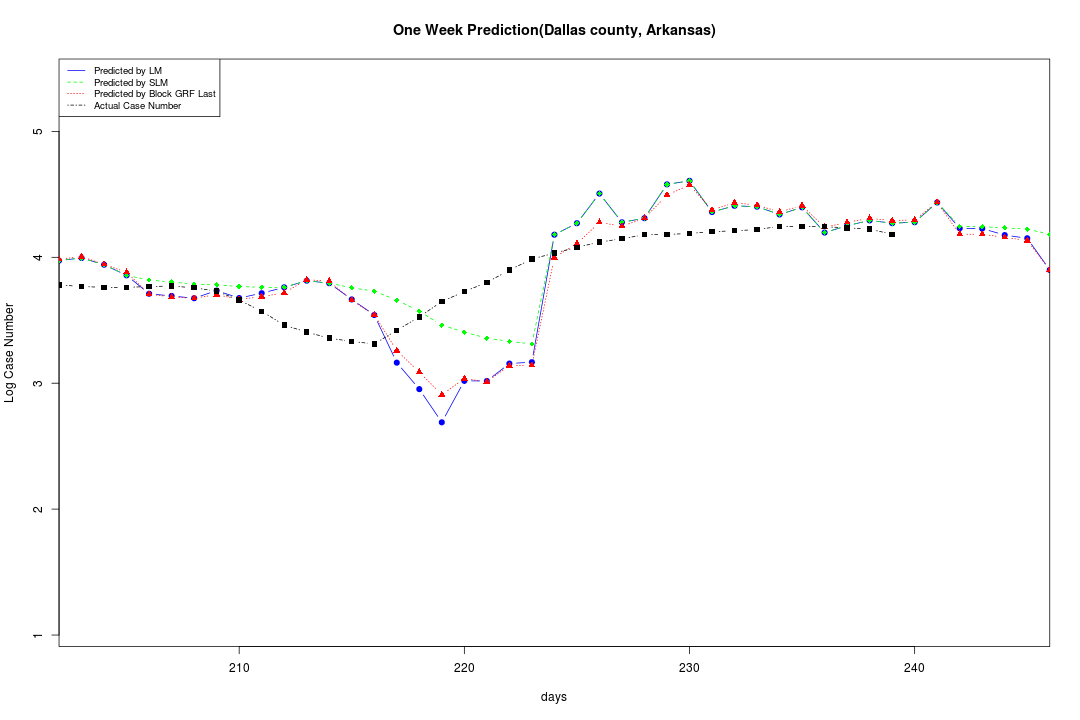 One Week Prediction(Dallas county, Arkansas)
Predicted by LM
Predicted by SLM
Predicted by Block GRF Last
Actual Case Number
5
4
3
2
1
Log Case Number
210 220 230 240
days